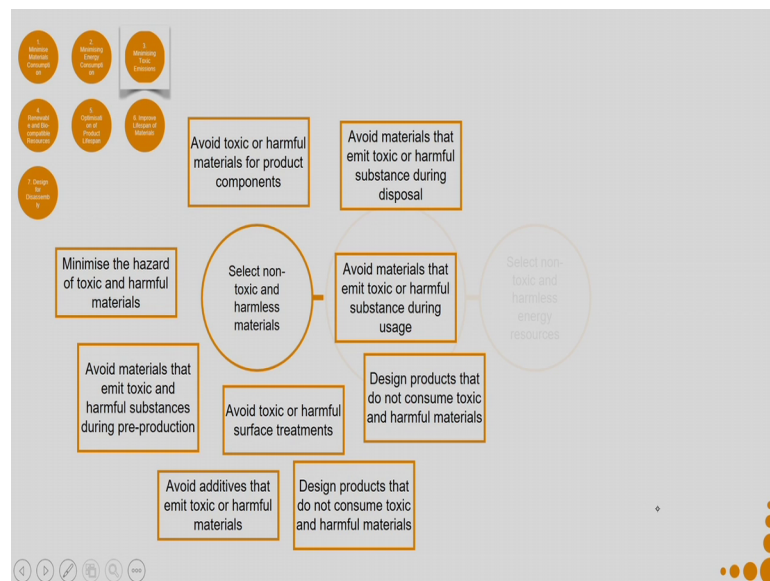 1.
Minimise
Materials
Consumpti
on
2.
Minimising
Energy
Consumpti
on
3.
Minimising
Toxic
Emissions
4.
Renewabl
e and Bio-
compatible
Resources
5.
Optimisati
on of
Product
Lifespan
6. Improve
Lifespan of
Materials
7. Design
for
Disassemb
ly
Avoid toxic or harmful
materials for product
components
Avoid materials that
emit toxic or harmful
substance during
disposal
Minimise the hazard
of toxic and harmful
materials
Select non-
toxic and
harmless
materials
Avoid materials that
emit toxic or harmful
substance during
usage
Select non-
toxic and
harmless
energy
resources
Avoid materials that
emit toxic and
harmful substances
during pre-production
Avoid toxic or harmful
surface treatments
Design products that
do not consume toxic
and harmful materials
Avoid additives that
emit toxic or harmful
materials
Design products that
do not consume toxic
and harmful materials